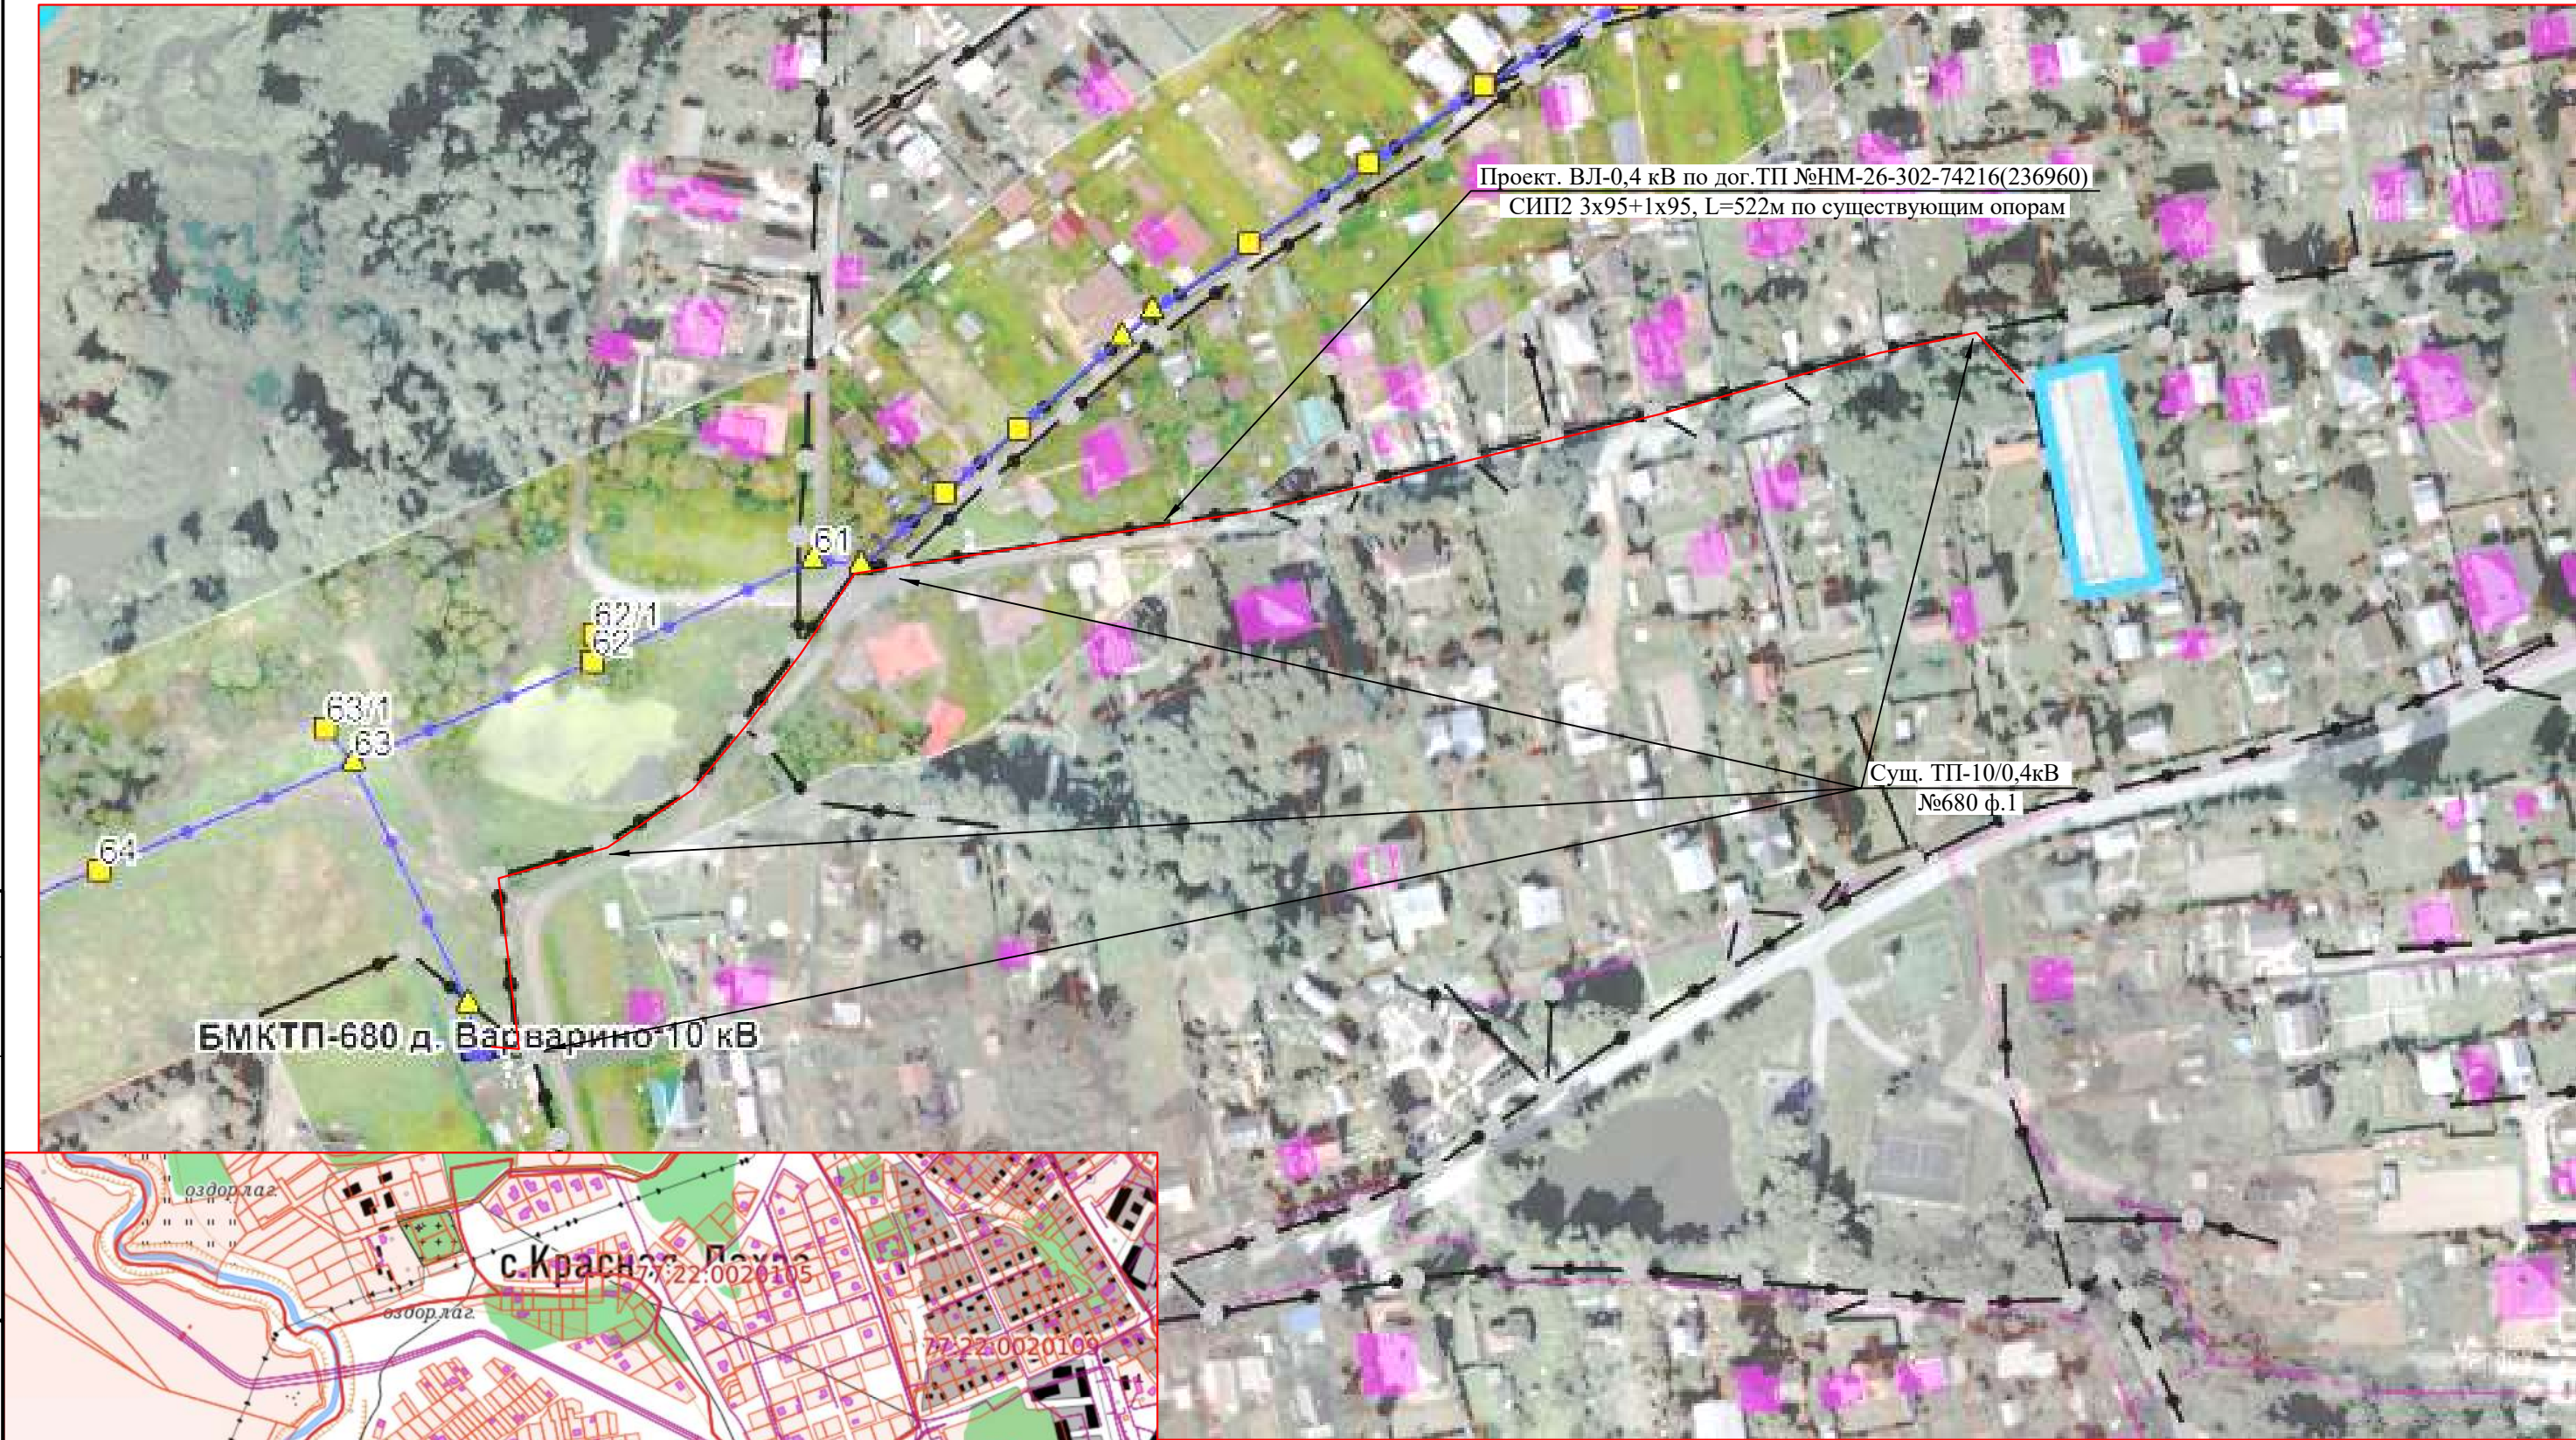 Проект. ВЛ-0,4 кВ по дог.ТП №НМ-26-302-74216(236960)
СИП2 3х95+1х95, L=522м по существующим опорам
61
62/1
62
63/1
63
64
Сущ. ТП-10/0,4кВ
№680 ф.1
БМКТП-680 д. Варварино-10 кВ
оздор.лаг.
с.Красная Пахра
77:22:0020105
оздор.лаг.
77:22:0020109